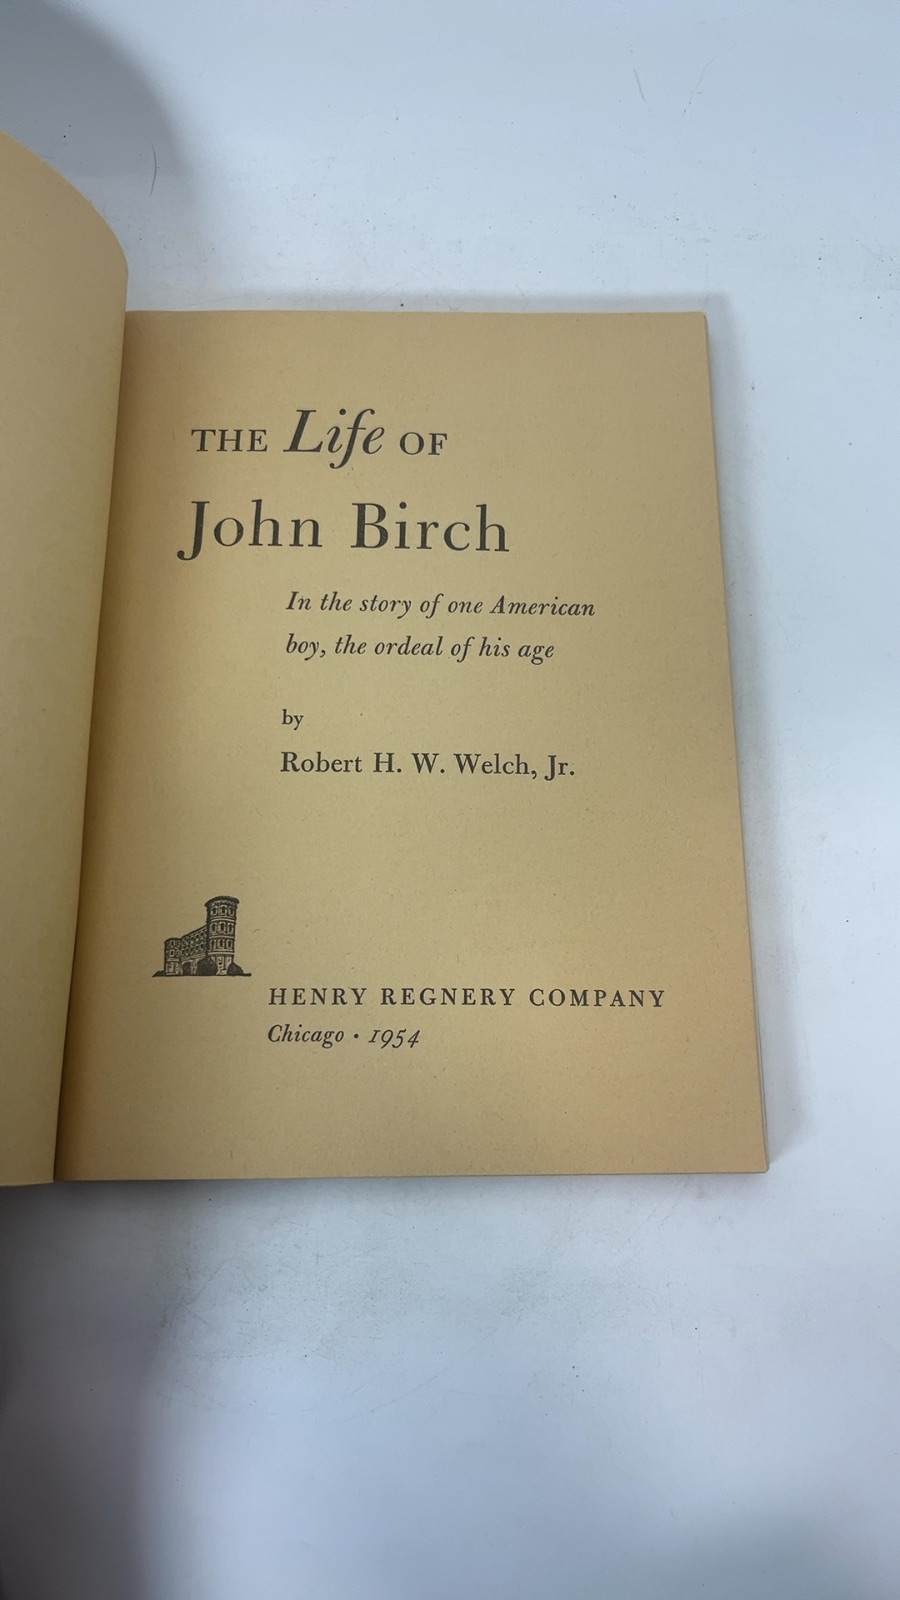 THE Life OF
John Birch
In the story of one American
boy, the ordeal of his age
by
Robert H. W. Welch, Jr.
HENRY REGNERY COMPANY
Chicago · 1954